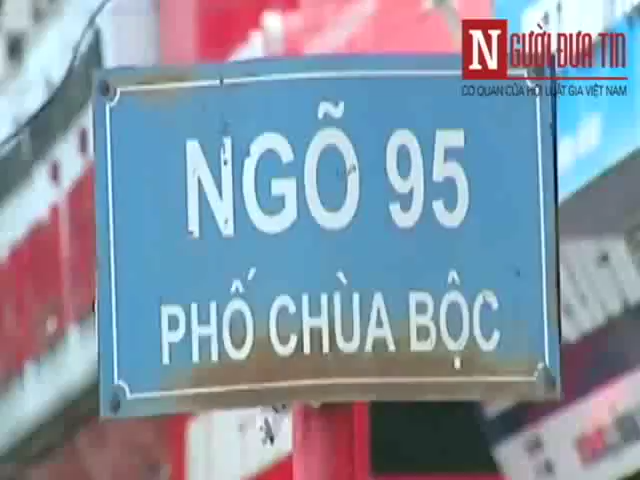 NGƯỜI ĐƯA TIN
CƠ QUAN CỦA HỘI LUẬT GIA VIỆT NAM
NGÕ 95
PHỐ CHÙA BỘC